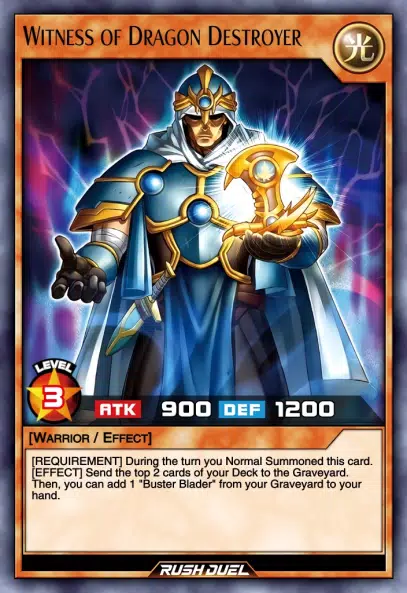 Witness of Dragon Destroyer
光
LEVEL
3
ATK 900 DEF 1200
[Warrior / Effect]
[REQUIREMENT] During the turn you Normal Summoned this card.
[EFFECT] Send the top 2 cards of your Deck to the Graveyard.
Then, you can add 1 "Buster Blader" from your Graveyard to your
hand.
RUSH DUEL